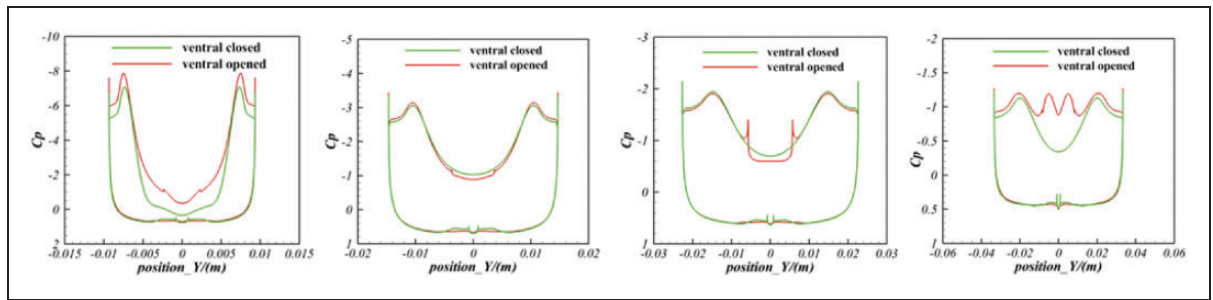 -10
-8
-6
-4
-2
0
2
Cp
ventral closed
ventral opened
-0.015 -0.01 -0.005 0 0.005 0.01 0.015
position_Y/(m)
-5
-4
-3
-2
-1
0
1
Cp
ventral closed
ventral opened
-0.02 -0.01 0 0.01 0.02
position_Y/(m)
-3
-2
-1
0
1
Cp
ventral closed
ventral opened
-0.03 -0.02 -0.01 0 0.01 0.02 0.03
position_Y/(m)
-2
-1.5
-1
-0.5
0
0.5
1
Cp
ventral closed
ventral opened
-0.06 -0.04 -0.02 0 0.02 0.04 0.06
position_Y/(m)